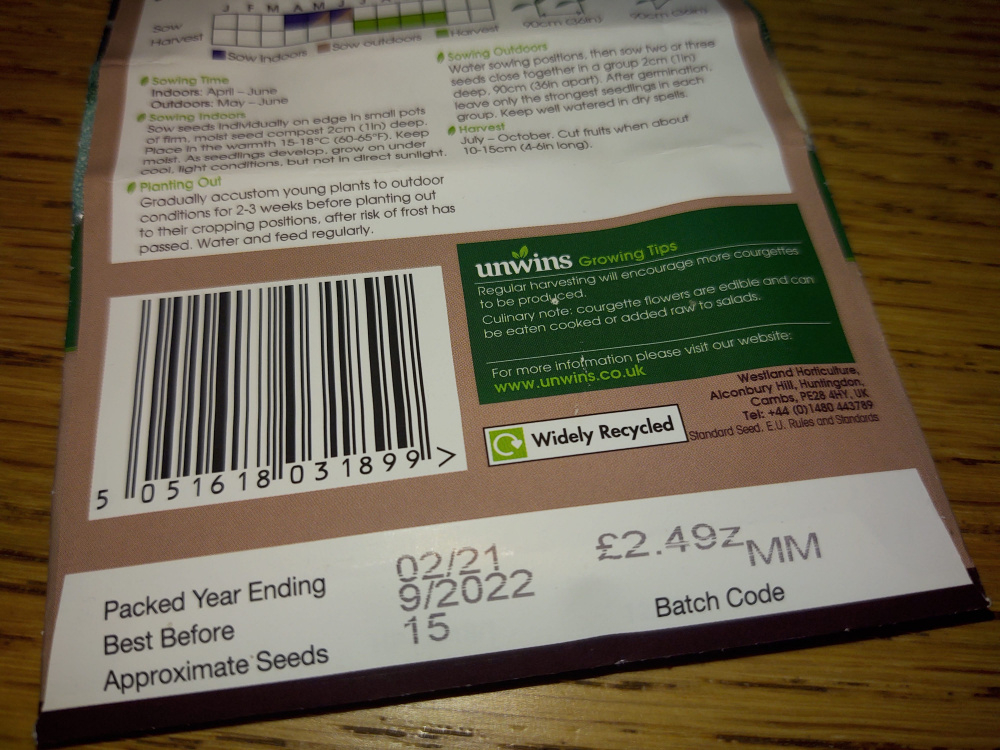 J F M A M J J
Sow
Harvest
90cm (36in)
90cm (36in)
Sow Indoors
Sow outdoors
Harvest
Sowing Time
Indoors: April – June
Outdoors: May – June
Sowing Indoors
Sow seeds individually on edge in small pots
of firm, moist seed compost 2cm (1in) deep.
Place in the warmth 15-18°C (60-65°F). Keep
moist. As seedlings develop, grow on under
cool, light conditions, but not in direct sunlight.
Planting Out
Gradually accustom young plants to outdoor
conditions for 2-3 weeks before planting out
to their cropping positions, after risk of frost has
passed. Water and feed regularly.
Sowing Outdoors
Water sowing positions, then sow two or three
seeds close together in a group 2cm (1in)
deep, 90cm (36in apart). After germination,
leave only the strongest seedlings in each
group. Keep well watered in dry spells.
Harvest
July – October. Cut fruits when about
10-15cm (4-6in long).
unwins Growing Tips
Regular harvesting will encourage more courgettes
to be produced.
Culinary note: courgette flowers are edible and can
be eaten cooked or added raw to salads.
For more information please visit our website:
www.unwins.co.uk
Westland Horticulture,
Alconbury Hill, Huntingdon,
Cambs, PE28 4HY, UK
Tel: +44 (0)1480 443789
Standard Seed. E.U. Rules and Standards
Widely Recycled
5 051618 031899 >
Packed Year Ending 02/21
Best Before 9/2022
Approximate Seeds 15
£2.49z MM
Batch Code